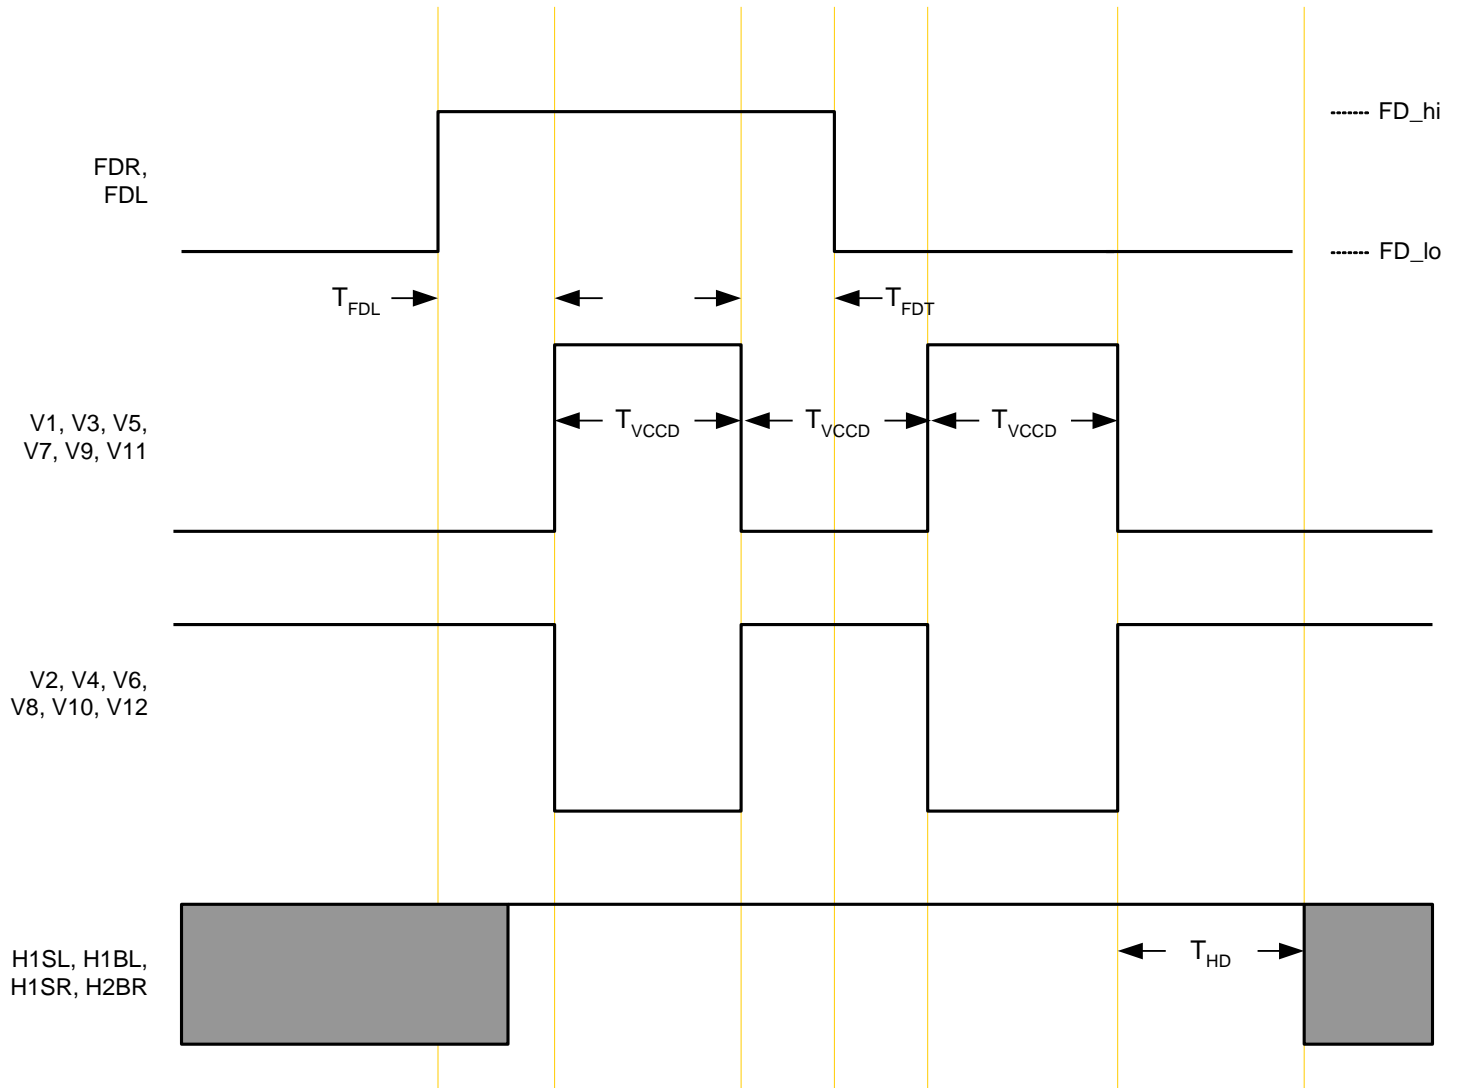 FD_hi
FDR,
FDL
FD_lo
TFDL
TFDT
V1, V3, V5,
V7, V9, V11
TVCCD
TVCCD
TVCCD
V2, V4, V6,
V8, V10, V12
H1SL, H1BL,
H1SR, H2BR
THD